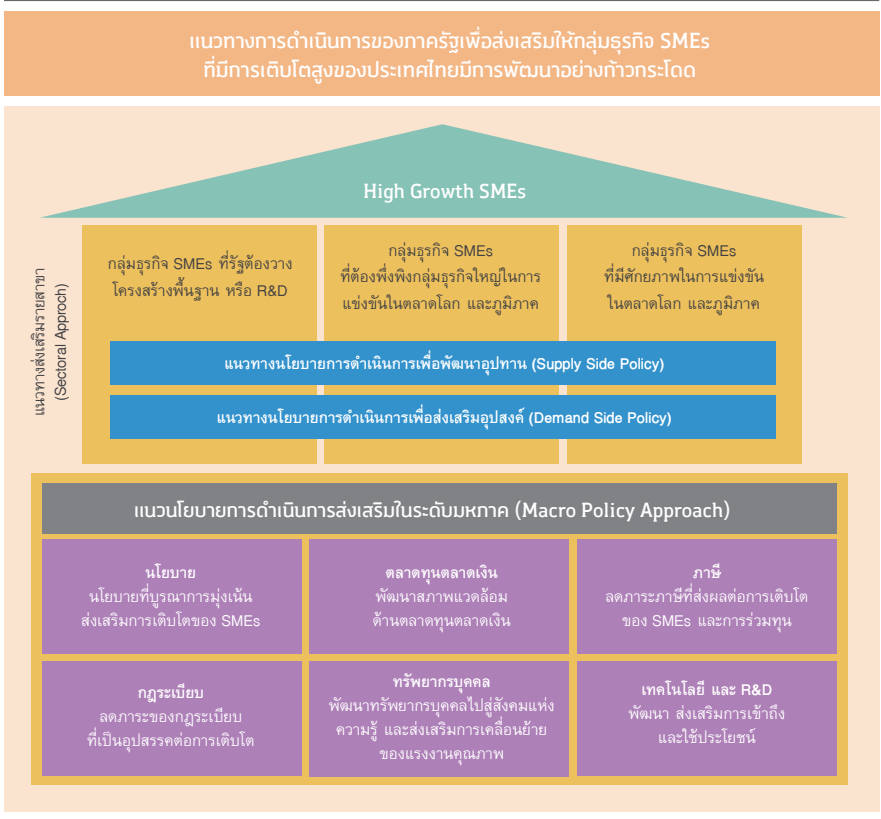 แนวทางการดำเนินการของภาครัฐเพื่อส่งเสริมให้กลุ่มธุรกิจ SMEs
ที่มีการเติบโตสูงของประเทศไทยมีการพัฒนาอย่างก้าวกระโดด
High Growth SMEs
แนวทางส่งเสริมรายสาขา
(Sectoral Approch)
กลุ่มธุรกิจ SMEs ที่รัฐต้องวาง
โครงสร้างพื้นฐาน หรือ R&D
กลุ่มธุรกิจ SMEs
ที่ต้องพึ่งพิงกลุ่มธุรกิจใหญ่ในการ
แข่งขันในตลาดโลก และภูมิภาค
กลุ่มธุรกิจ SMEs
ที่มีศักยภาพในการแข่งขัน
ในตลาดโลก และภูมิภาค
แนวทางนโยบายการดำเนินการเพื่อพัฒนาอุปทาน (Supply Side Policy)
แนวทางนโยบายการดำเนินการเพื่อส่งเสริมอุปสงค์ (Demand Side Policy)
แนวนโยบายการดำเนินการส่งเสริมในระดับมหภาค (Macro Policy Approach)
นโยบาย
นโยบายที่บูรณาการมุ่งเน้น
ส่งเสริมการเติบโตของ SMEs
ตลาดทุนตลาดเงิน
พัฒนาสภาพแวดล้อม
ด้านตลาดทุนตลาดเงิน
ภาษี
ลดภาระภาษีที่ส่งผลต่อการเติบโต
ของ SMEs และการร่วมทุน
กฎระเบียบ
ลดภาระของกฎระเบียบ
ที่เป็นอุปสรรคต่อการเติบโต
ทรัพยากรบุคคล
พัฒนาทรัพยากรบุคคลไปสู่สังคมแห่ง
ความรู้ และส่งเสริมการเคลื่อนย้าย
ของแรงงานคุณภาพ
เทคโนโลยี และ R&D
พัฒนา ส่งเสริมการเข้าถึง
และใช้ประโยชน์